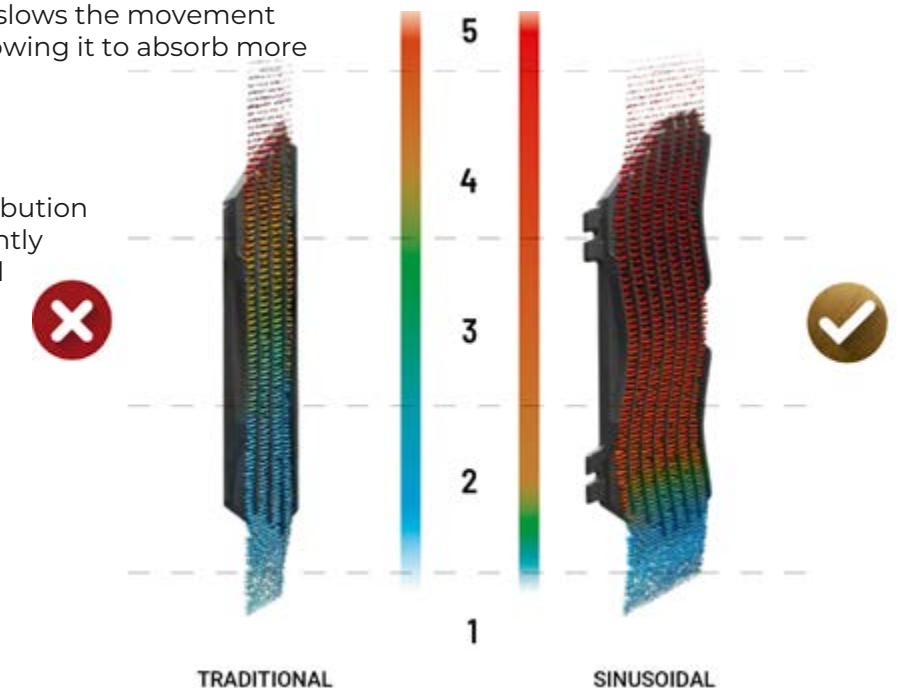 slows the movement
owing it to absorb more
bution
ntly
5
4
3
2
1
TRADITIONAL
SINUSOIDAL